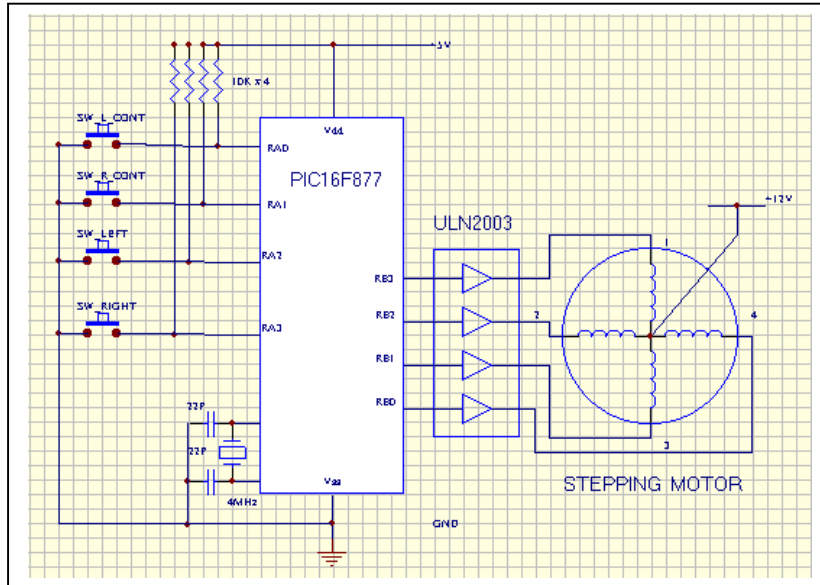 +5V
10K x 4
SW_L_CONT
Vdd
RA0
PIC16F877
SW_R_CONT
RA1
ULN2003
+12V
SW_LEFT
RA2
1
RB3
SW_RIGHT
RA3
RB2
2
4
RB1
22P
RB0
22P
3
Vss
4MHz
STEPPING MOTOR
GND